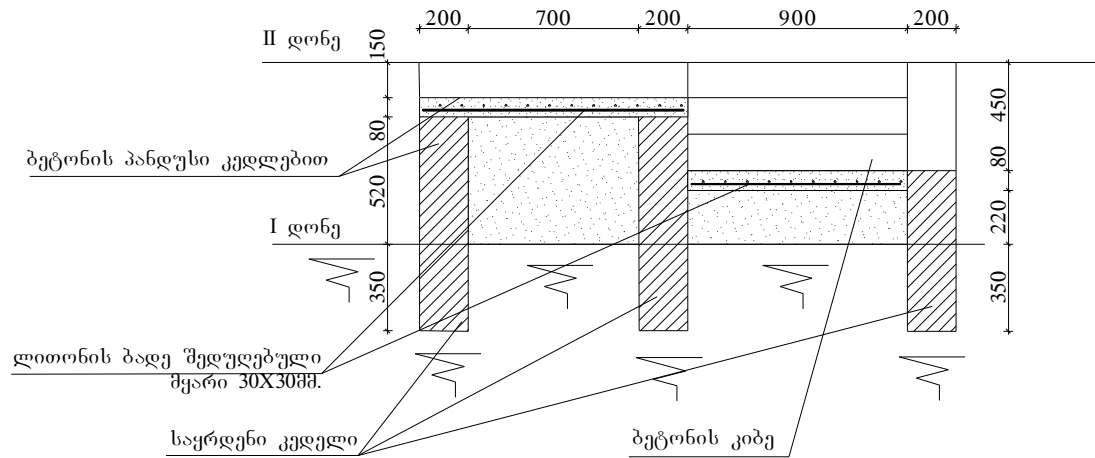 200 700 200 900 200
II დონე
150
450
80
80
ბეტონის პანდუსი კედლებით
520
220
I დონე
350
350
ლითონის ბადე შედუღებული
მყარი 30X30მმ.
საყრდენი კედელი
ბეტონის კიბე